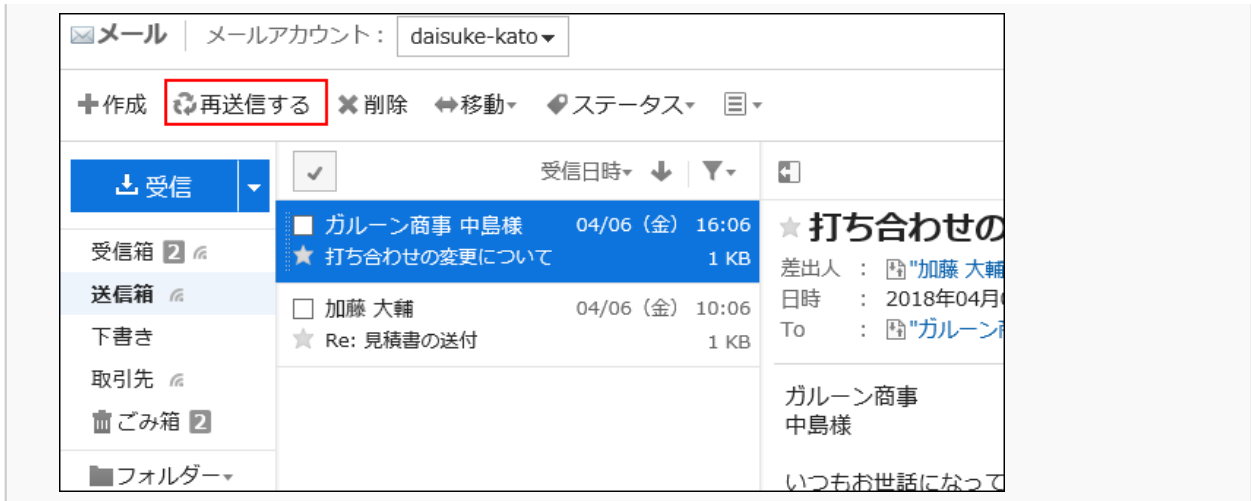 メール メールアカウント： daisuke-kato
作成 再送信する 削除 移動 ステータス
受信 受信日時
受信箱 2
送信箱
下書き
取引先
ごみ箱 2
フォルダー
ガルーン商事 中島様 04/06（金） 16:06
打ち合わせの変更について 1 KB
加藤 大輔 04/06（金） 10:06
Re: 見積書の送付 1 KB
打ち合わせの
差出人 ： "加藤 大輔
日時 ： 2018年04月
To ： "ガルーン
ガルーン商事
中島様
いつもお世話になって